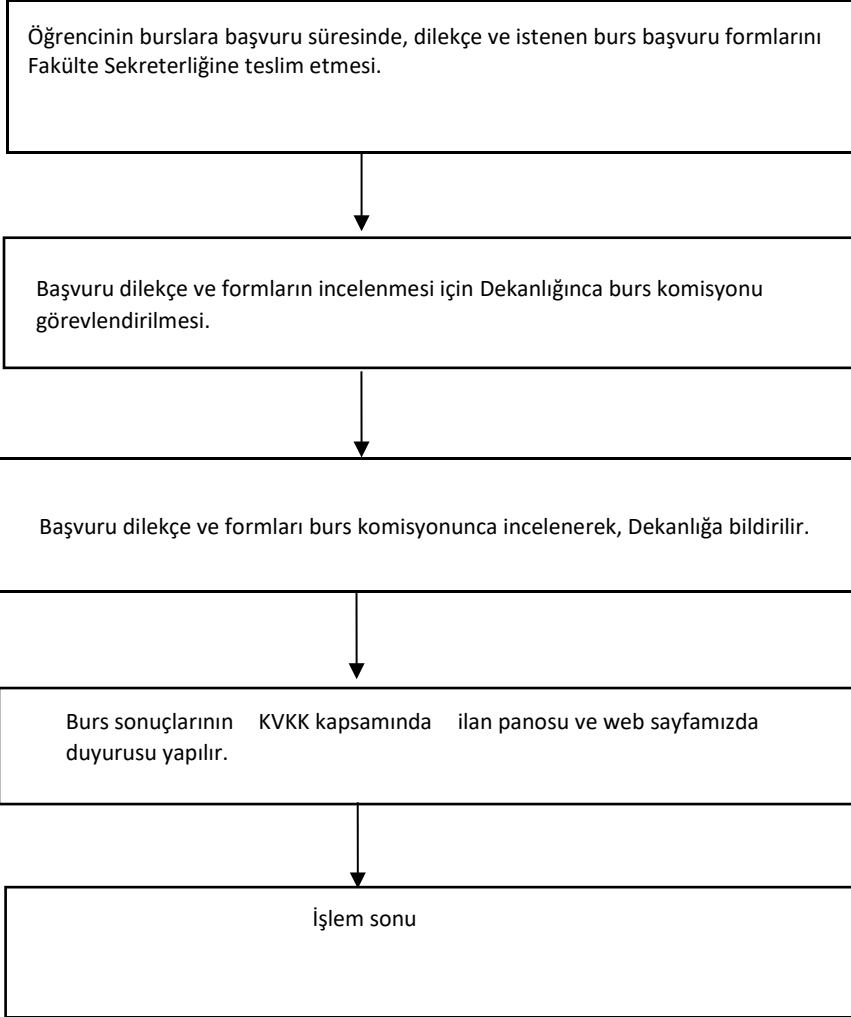 Öğrencinin burslara başvuru süresinde, dilekçe ve istenen burs başvuru formlarını
Fakülte Sekreterliğine teslim etmesi.
Başvuru dilekçe ve formların incelenmesi için Dekanlığınca burs komisyonu
görevlendirilmesi.
Başvuru dilekçe ve formları burs komisyonunca incelenerek, Dekanlığa bildirilir.
Burs sonuçlarının KVKK kapsamında ilan panosu ve web sayfamızda
duyurusu yapılır.
İşlem sonu